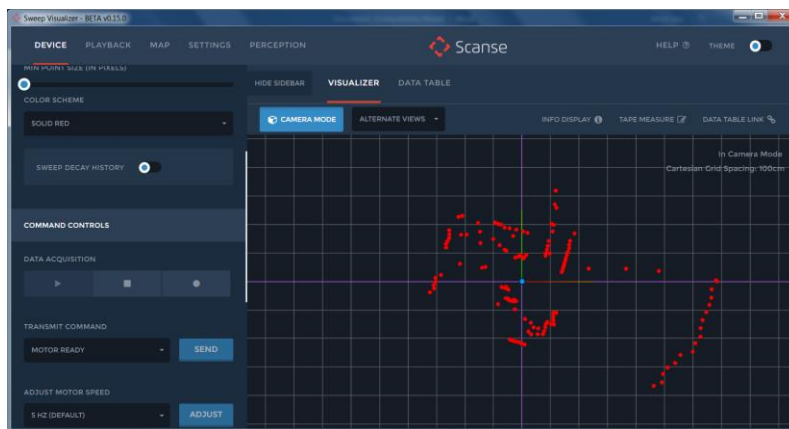 Sweep Visualizer - BETA v0.15.0
DEVICE PLAYBACK MAP SETTINGS PERCEPTION Scanse HELP THEME
MIN POINT SIZE (IN PIXELS)
HIDE SIDEBAR VISUALIZER DATA TABLE
COLOR SCHEME
SOLID RED
CAMERA MODE ALTERNATE VIEWS INFO DISPLAY TAPE MEASURE DATA TABLE LINK
In Camera Mode
Cartesian Grid Spacing: 100cm
SWEEP DECAY HISTORY
COMMAND CONTROLS
DATA ACQUISITION
TRANSMIT COMMAND
MOTOR READY SEND
ADJUST MOTOR SPEED
5 HZ (DEFAULT) ADJUST